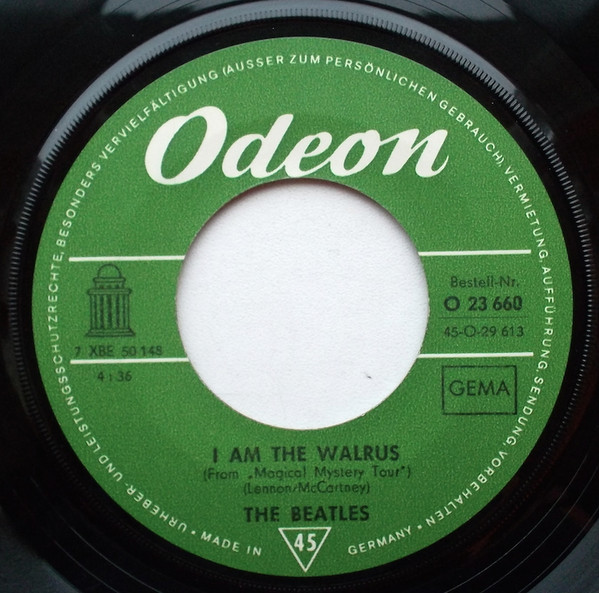 URHEBER- UND LEISTUNGSSCHUTZRECHTE, BESONDERS VERVIELFÄLTIGUNG (AUSSER ZUM PERSÖNLICHEN GEBRAUCH), VERMIETUNG, AUFFÜHRUNG, SENDUNG, VORBEHALTEN
Odeon
Bestell-Nr.
O 23 660
45-O-29 613
7 XBE 50 148
4:36
GEMA
I AM THE WALRUS
(From „Magical Mystery Tour")
(Lennon/McCartney)
THE BEATLES
• MADE IN 45 GERMANY •